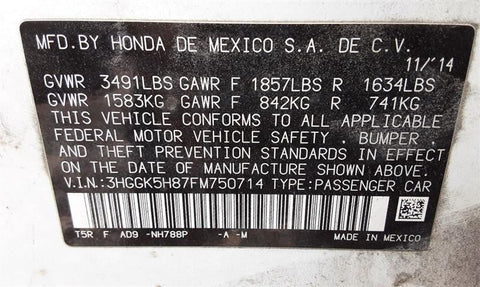 MFD.BY HONDA DE MEXICO S.A. DE C.V.
11/'14
GVWR 3491LBS GAWR F 1857LBS R 1634LBS
GVWR 1583KG GAWR F 842KG R 741KG
THIS VEHICLE CONFORMS TO ALL APPLICABLE
FEDERAL MOTOR VEHICLE SAFETY , BUMPER ,
AND THEFT PREVENTION STANDARDS IN EFFECT
ON THE DATE OF MANUFACTURE SHOWN ABOVE.
V.I.N.:3HGGK5H87FM750714 TYPE:PASSENGER CAR
T5R F AD9 -NH788P -A -M
MADE IN MEXICO